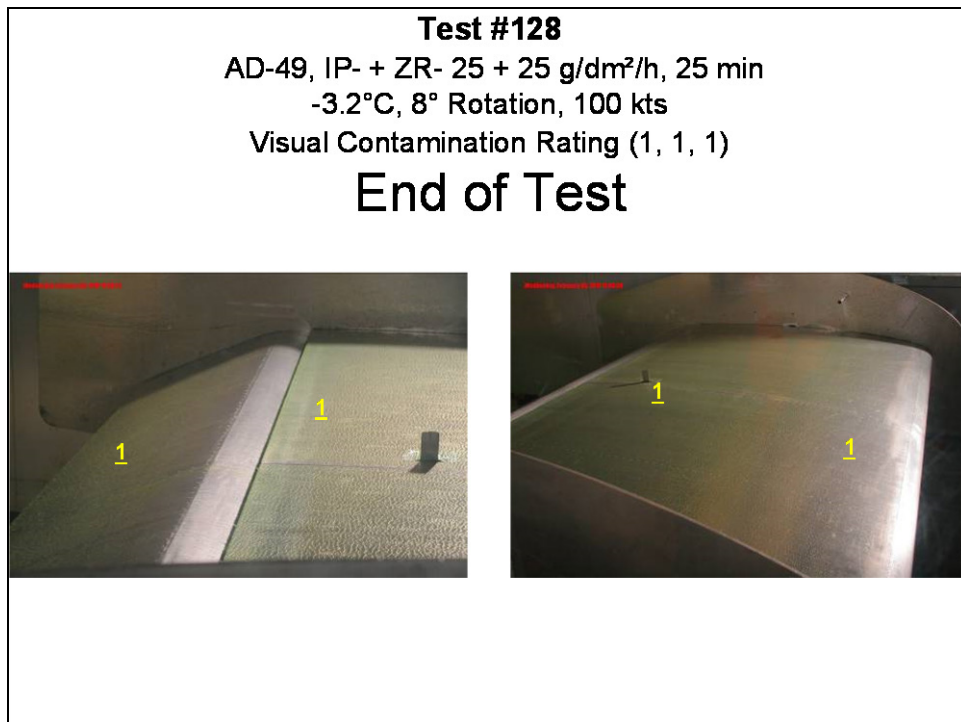 Test #128
AD-49, IP- + ZR- 25 + 25 g/dm²/h, 25 min
-3.2°C, 8° Rotation, 100 kts
Visual Contamination Rating (1, 1, 1)
End of Test
1
1
1
1